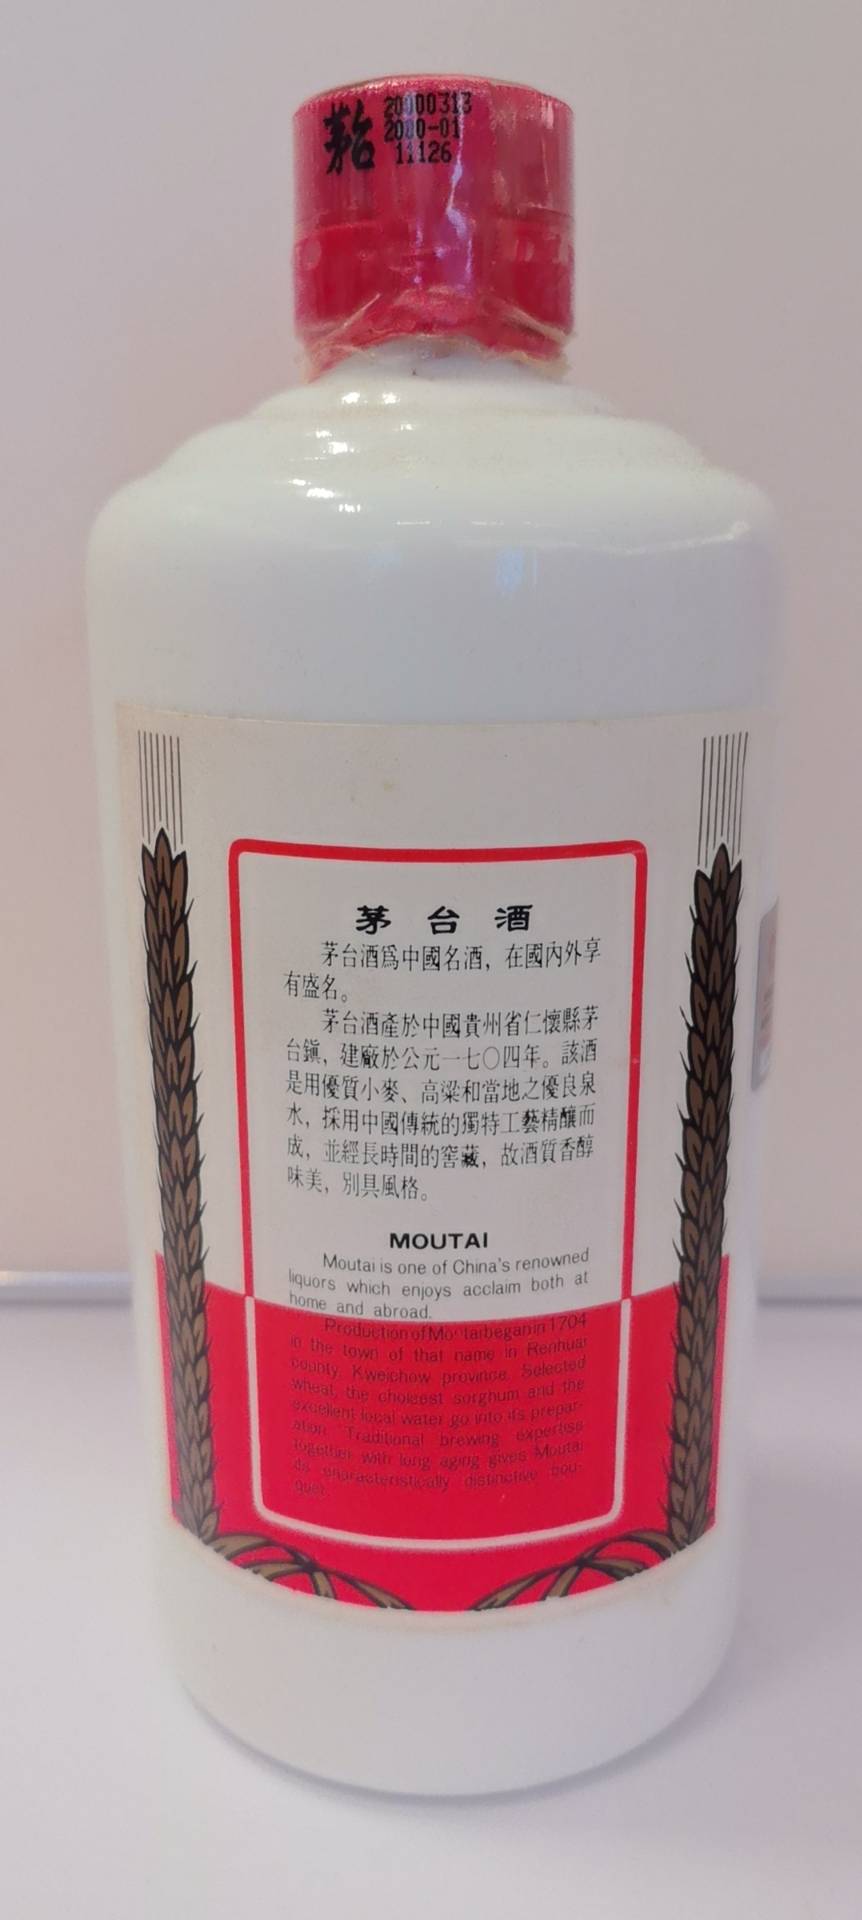 茅台
20000313
2000-01
11126
茅台酒
茅台酒爲中國名酒，在國內外享
有盛名。
茅台酒產於中國貴州省仁懷縣茅
台鎭，建廠於公元一七〇四年。該酒
是用優質小麥、高梁和當地之優良泉
水，採用中國傳統的獨特工藝精釀而
成，並經長時間的窖藏，故酒質香醇
味美，別具風格。
MOUTAI
Moutai is one of China's renowned
liquors which enjoys acclaim both at
home and abroad.
Production of Moutai began in 1704
in the town of that name in Renhuai
county, Kweichow province. Selected
wheat, the choicest sorghum and the
excellent local water go into its prepar-
ation. Traditional brewing expertise
together with long aging gives Moutai
its characteristically distinctive bou-
quet.